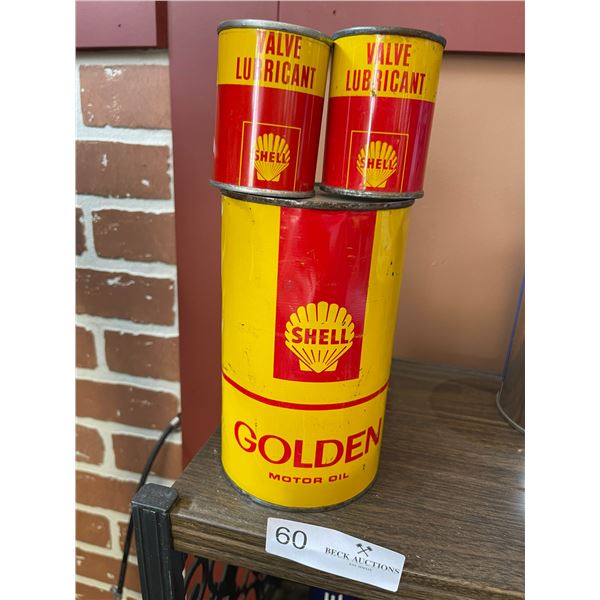 VALVE
LUBRICANT
SHELL
VALVE
LUBRICANT
SHELL
SHELL
GOLDEN
MOTOR OIL
60
BECK AUCTIONS